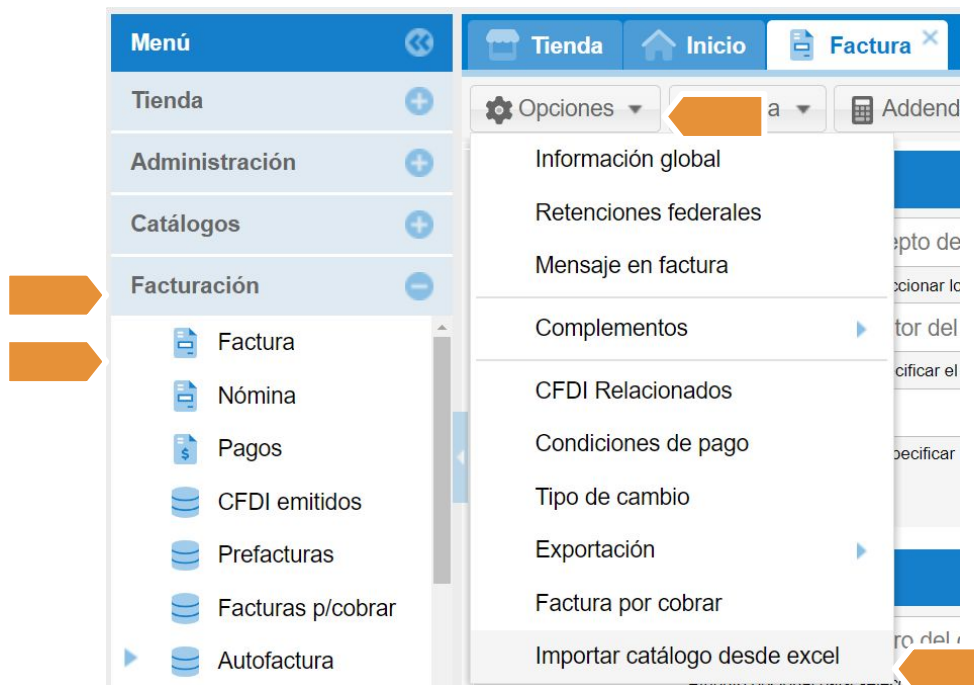 Menú
Tienda
Administración
Catálogos
Facturación
Factura
Nómina
Pagos
CFDI emitidos
Prefacturas
Facturas p/cobrar
Autofactura
Tienda Inicio Factura
Opciones
Información global
Retenciones federales
Mensaje en factura
Complementos
CFDI Relacionados
Condiciones de pago
Tipo de cambio
Exportación
Factura por cobrar
Importar catálogo desde excel